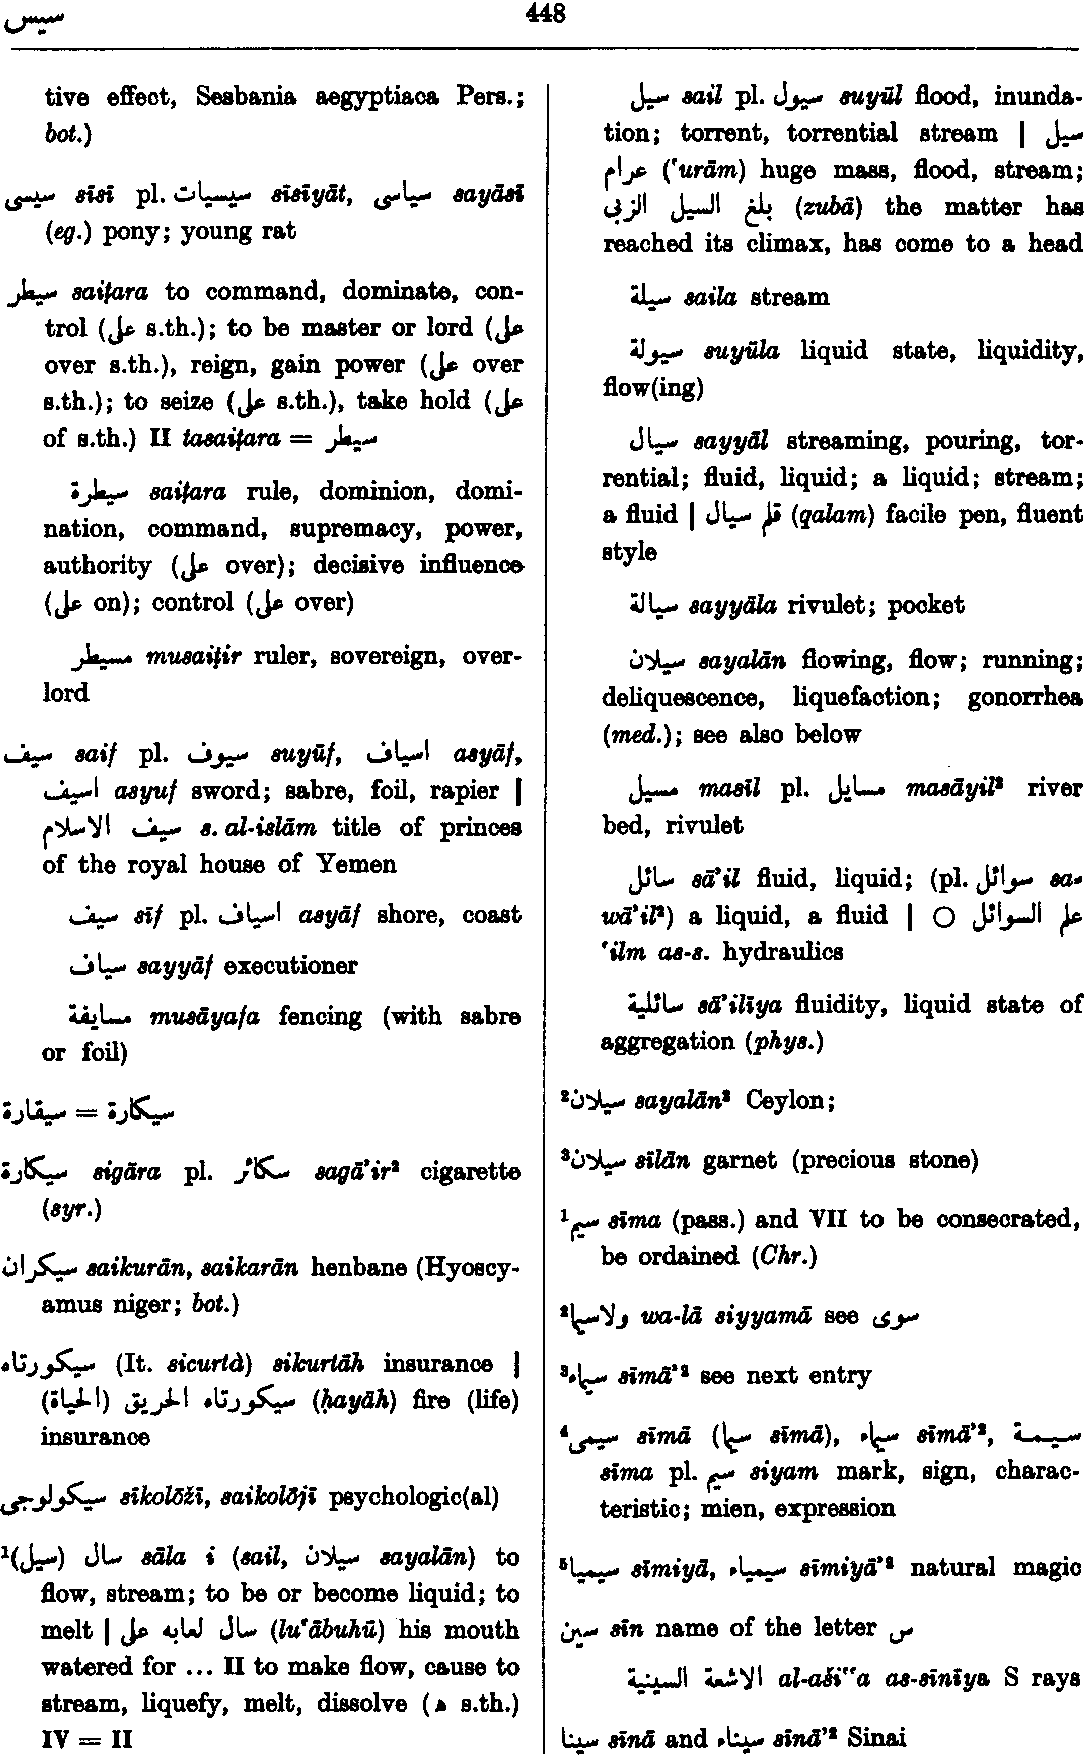 سيس
448
tive effect, Sesbania aegyptiaca Pers.;
bot.)
سيسى sīsī pl. سيسيات sīsīyāt, سياسى sayāsī
(eg.) pony; young rat
سيطر saiṭara to command, dominate, con-
trol (على s.th.); to be master or lord (على
over s.th.), reign, gain power (على over
s.th.); to seize (على s.th.), take hold (على
of s.th.) II tasaiṭara = سيطر
سيطرة saiṭara rule, dominion, domi-
nation, command, supremacy, power,
authority (على over); decisive influence
(على on); control (على over)
مسيطر musaiṭir ruler, sovereign, over-
lord
سيف saif pl. سيوف suyūf, اسياف asyāf,
اسيف asyuf sword; sabre, foil, rapier |
سيف الاسلام s. al-islām title of princes
of the royal house of Yemen
سيف sīf pl. اسياف asyāf shore, coast
سياف sayyāf executioner
مسايفة musāyafa fencing (with sabre
or foil)
سيقارة = سيكارة
سيكارة sigāra pl. سكائر sagā'ir² cigarette
(syr.)
سيكران saikurān, saikarān henbane (Hyoscy-
amus niger; bot.)
سيكورتاه (It. sicurtà) sikurtāh insurance |
سيكورتاه الحريق (الحياة) (ḥayāh) fire (life)
insurance
سيكولوجى sīkolōžī, saikolōjī psychologic(al)
¹(سيل) سال sāla i (sail, سيلان sayalān) to
flow, stream; to be or become liquid; to
melt | سال لعابه على (lu‘ābuhū) his mouth
watered for ... II to make flow, cause to
stream, liquefy, melt, dissolve (ه s.th.)
IV = II
سيل sail pl. سيول suyūl flood, inunda-
tion; torrent, torrential stream | سيل
عرام (‘urām) huge mass, flood, stream;
بلغ السيل الزبى (zubā) the matter has
reached its climax, has come to a head
سيلة saila stream
سيولة suyūla liquid state, liquidity,
flow(ing)
سيال sayyāl streaming, pouring, tor-
rential; fluid, liquid; a liquid; stream;
a fluid | قلم سيال (qalam) facile pen, fluent
style
سيالة sayyāla rivulet; pocket
سيلان sayalān flowing, flow; running;
deliquescence, liquefaction; gonorrhea
(med.); see also below
مسيل masīl pl. مسايل masāyil² river
bed, rivulet
سائل sā'il fluid, liquid; (pl. سوائل sa-
wā'il²) a liquid, a fluid | ○ علم السوائل
‘ilm as-s. hydraulics
سائلية sā'ilīya fluidity, liquid state of
aggregation (phys.)
²سيلان sayalān² Ceylon;
³سيلان sīlān garnet (precious stone)
¹سيم sīma (pass.) and VII to be consecrated,
be ordained (Chr.)
²ولاسيما wa-lā siyyamā see سوى
³سيماء sīmā'² see next entry
⁴سيمى sīmā (سيما sīmā), سيماء sīmā'², سيمة
sīma pl. سيم siyam mark, sign, charac-
teristic; mien, expression
⁵سيميا sīmiyā, سيمياء sīmiyā'² natural magic
سين sīn name of the letter س
الاشعة السينية al-aši‘‘a as-sīnīya S rays
سينا sīnā and سيناء sīnā'² Sinai